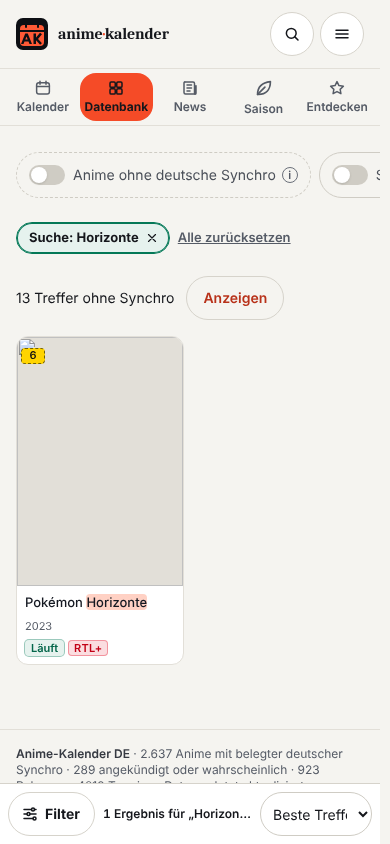 AK anime·kalender
Kalender Datenbank News Saison Entdecken
Anime ohne deutsche Synchro i
Suche: Horizonte × Alle zurücksetzen
13 Treffer ohne Synchro Anzeigen
6
Pokémon Horizonte
2023
Läuft RTL+
Anime-Kalender DE · 2.637 Anime mit belegter deutscher
Synchro · 289 angekündigt oder wahrscheinlich · 923
Filter 1 Ergebnis für „Horizon... Beste Treff